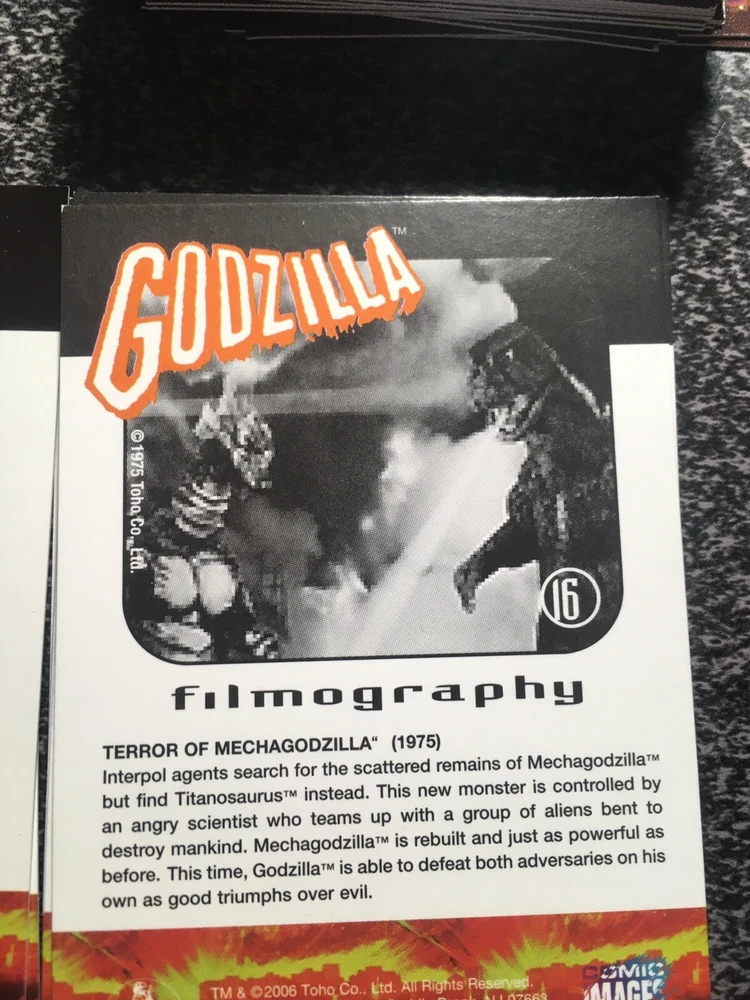 GODZILLA™
© 1975 Toho Co., Ltd.
16
filmography
TERROR OF MECHAGODZILLA“ (1975)
Interpol agents search for the scattered remains of Mechagodzilla™
but find Titanosaurus™ instead. This new monster is controlled by
an angry scientist who teams up with a group of aliens bent to
destroy mankind. Mechagodzilla™ is rebuilt and just as powerful as
before. This time, Godzilla™ is able to defeat both adversaries on his
own as good triumphs over evil.
TM & ©2006 Toho Co., Ltd. All Rights Reserved.
NJ 07663
COMIC
IMAGES